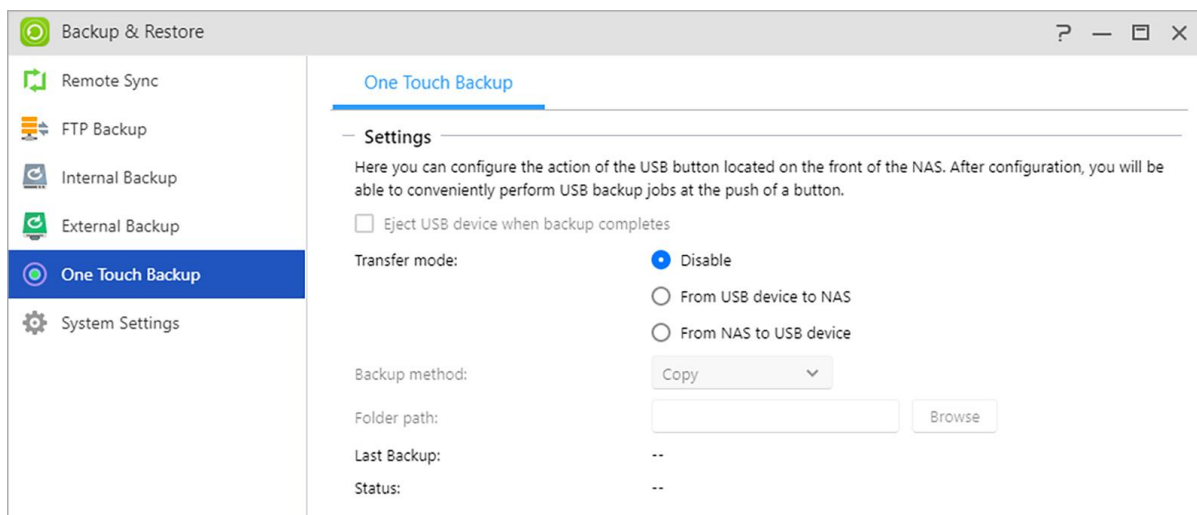 Backup & Restore
Remote Sync
FTP Backup
Internal Backup
External Backup
One Touch Backup
System Settings
One Touch Backup
Settings
Here you can configure the action of the USB button located on the front of the NAS. After configuration, you will be
able to conveniently perform USB backup jobs at the push of a button.
Eject USB device when backup completes
Transfer mode:
Disable
From USB device to NAS
From NAS to USB device
Backup method: Copy
Folder path: Browse
Last Backup: --
Status: --